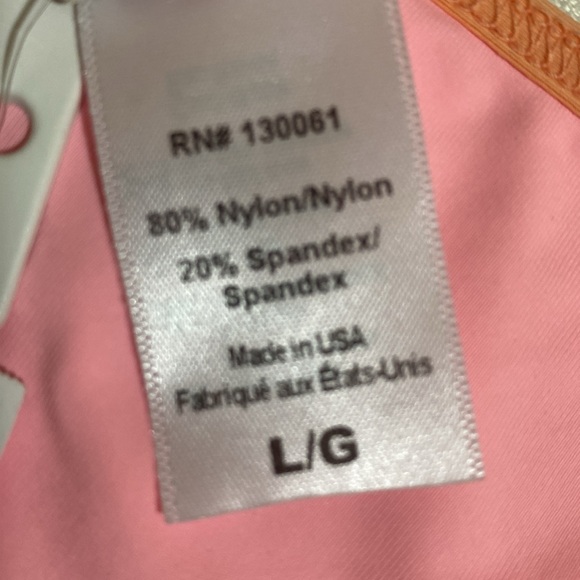 RN# 130061
80% Nylon/Nylon
20% Spandex/
Spandex
Made in USA
Fabriqué aux États-Unis
L/G